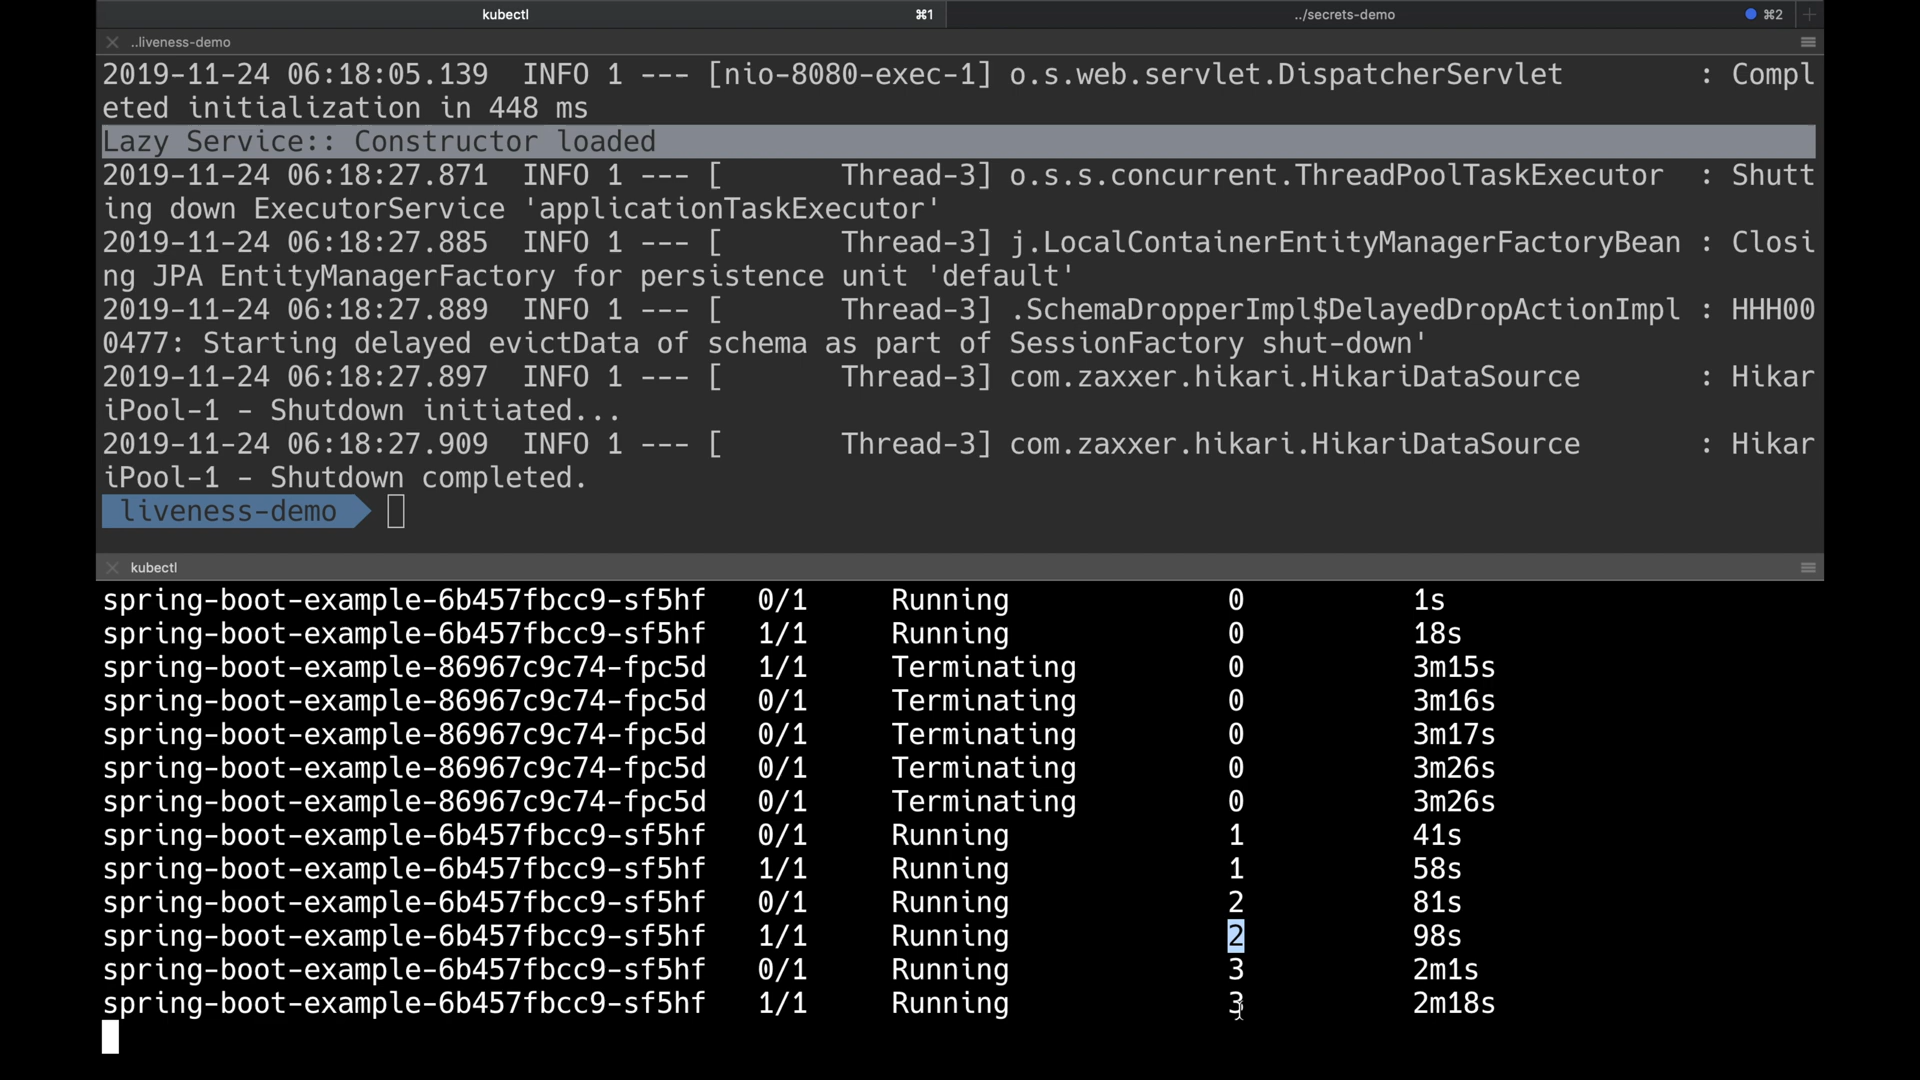 kubectl ⌘1 ../secrets-demo ⌘2
..liveness-demo
2019-11-24 06:18:05.139  INFO 1 --- [nio-8080-exec-1] o.s.web.servlet.DispatcherServlet        : Compl
eted initialization in 448 ms
Lazy Service:: Constructor loaded
2019-11-24 06:18:27.871  INFO 1 --- [       Thread-3] o.s.s.concurrent.ThreadPoolTaskExecutor  : Shutt
ing down ExecutorService 'applicationTaskExecutor'
2019-11-24 06:18:27.885  INFO 1 --- [       Thread-3] j.LocalContainerEntityManagerFactoryBean : Closi
ng JPA EntityManagerFactory for persistence unit 'default'
2019-11-24 06:18:27.889  INFO 1 --- [       Thread-3] .SchemaDropperImpl$DelayedDropActionImpl : HHH00
0477: Starting delayed evictData of schema as part of SessionFactory shut-down'
2019-11-24 06:18:27.897  INFO 1 --- [       Thread-3] com.zaxxer.hikari.HikariDataSource       : Hikar
iPool-1 - Shutdown initiated...
2019-11-24 06:18:27.909  INFO 1 --- [       Thread-3] com.zaxxer.hikari.HikariDataSource       : Hikar
iPool-1 - Shutdown completed.
liveness-demo
kubectl
spring-boot-example-6b457fbcc9-sf5hf   0/1     Running             0          1s
spring-boot-example-6b457fbcc9-sf5hf   1/1     Running             0          18s
spring-boot-example-86967c9c74-fpc5d   1/1     Terminating         0          3m15s
spring-boot-example-86967c9c74-fpc5d   0/1     Terminating         0          3m16s
spring-boot-example-86967c9c74-fpc5d   0/1     Terminating         0          3m17s
spring-boot-example-86967c9c74-fpc5d   0/1     Terminating         0          3m26s
spring-boot-example-86967c9c74-fpc5d   0/1     Terminating         0          3m26s
spring-boot-example-6b457fbcc9-sf5hf   0/1     Running             1          41s
spring-boot-example-6b457fbcc9-sf5hf   1/1     Running             1          58s
spring-boot-example-6b457fbcc9-sf5hf   0/1     Running             2          81s
spring-boot-example-6b457fbcc9-sf5hf   1/1     Running             2          98s
spring-boot-example-6b457fbcc9-sf5hf   0/1     Running             3          2m1s
spring-boot-example-6b457fbcc9-sf5hf   1/1     Running             3          2m18s